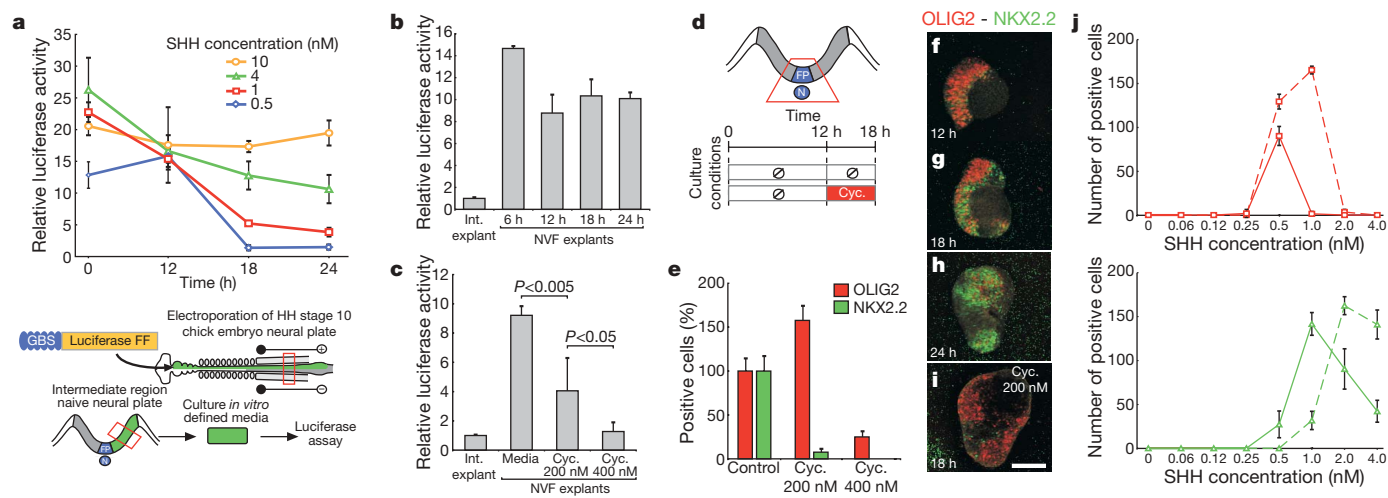 a
SHH concentration (nM)
10
4
1
0.5
Relative luciferase activity
35
30
25
20
15
10
5
0
0 12 18 24
Time (h)
GBS Luciferase FF
Electroporation of HH stage 10
chick embryo neural plate
+
−
Intermediate region
naive neural plate
FP
N
Culture in vitro
defined media
Luciferase
assay
b
Relative luciferase activity
16
14
12
10
8
6
4
2
0
Int.
explant
6 h 12 h 18 h 24 h
NVF explants
c
Relative luciferase activity
12
10
8
6
4
2
0
P<0.005
P<0.05
Int.
explant
Media
Cyc.
200 nM
Cyc.
400 nM
NVF explants
d
FP
N
Time
0 12 h 18 h
Culture
conditions
∅ ∅
∅ Cyc.
e
Positive cells (%)
200
150
100
50
0
OLIG2
NKX2.2
Control
Cyc.
200 nM
Cyc.
400 nM
OLIG2 - NKX2.2
f
12 h
g
18 h
h
24 h
i
Cyc.
200 nM
18 h
j
Number of positive cells
200
150
100
50
0
0 0.06 0.12 0.25 0.5 1.0 2.0 4.0
SHH concentration (nM)
Number of positive cells
200
150
100
50
0
0 0.06 0.12 0.25 0.5 1.0 2.0 4.0
SHH concentration (nM)